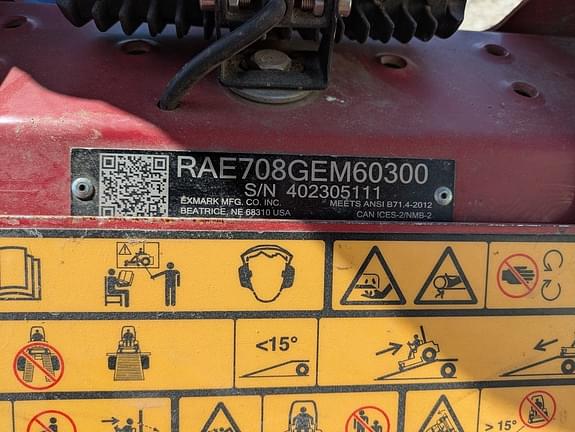 RAE708GEM60300
S/N 402305111
EXMARK MFG. CO. INC. MEETS ANSI B71.4-2012
BEATRICE, NE 68310 USA CAN ICES-2/NMB-2
<15°
> 15°